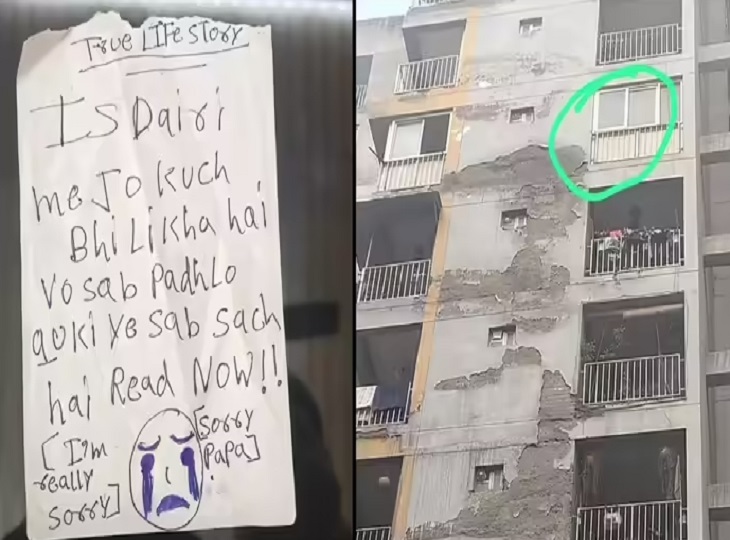 True LIFe Story
Is Dairi
me Jo kuch
Bhi Likha hai
Vo sab Padhlo
quki ye sab sach
hai Read Now!!
[I'm really sorry]
[Sorry Papa]